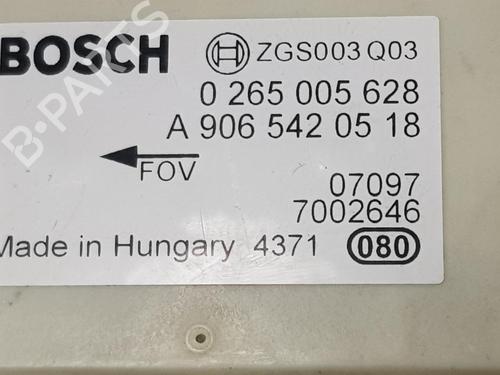 BOSCH ZGS003 Q03
0 265 005 628
A 906 542 05 18
FOV
07097
7002646
Made in Hungary 4371 080
B-PARTS